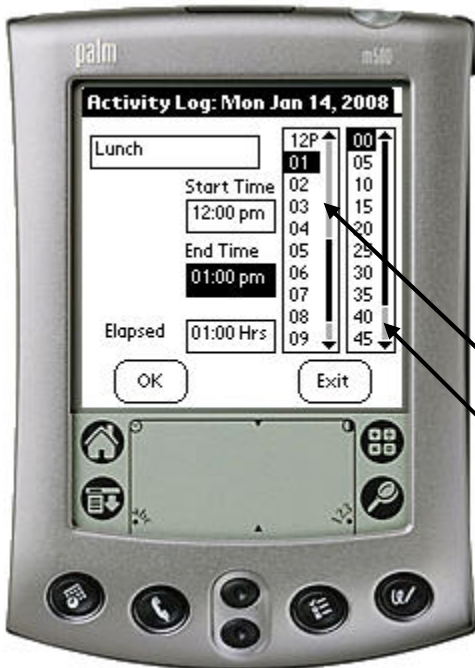 palm m500
Activity Log: Mon Jan 14, 2008
Lunch
Start Time
12:00 pm
End Time
01:00 pm
Elapsed
01:00 Hrs
12P
01
02
03
04
05
06
07
08
09
00
05
10
15
20
25
30
35
40
45
OK
Exit
abc
123